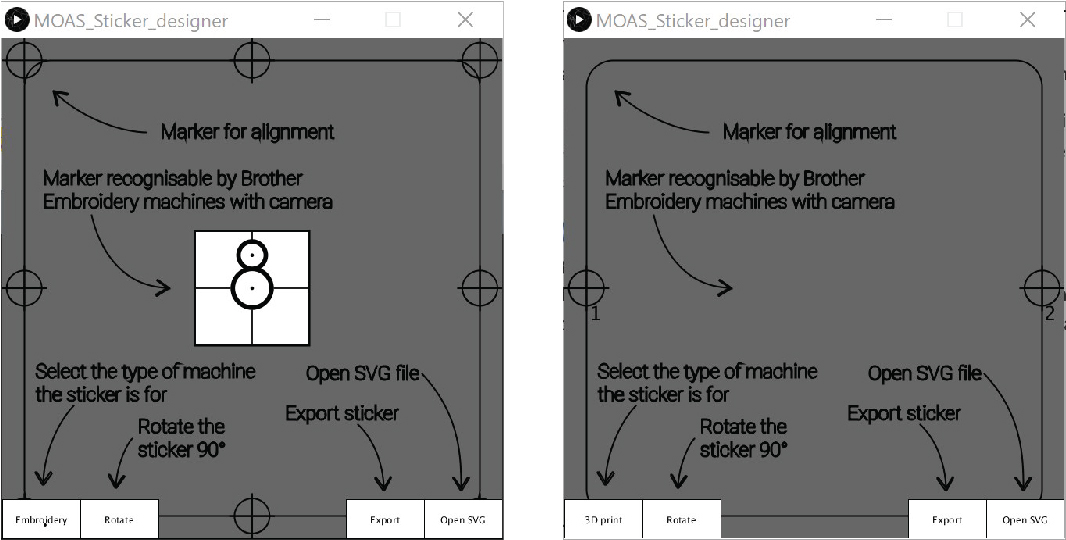 MOAS_Sticker_designer
Marker for alignment
Marker recognisable by Brother
Embroidery machines with camera
Select the type of machine
the sticker is for
Open SVG file
Export sticker
Rotate the
sticker 90°
Embroidery
Rotate
Export
Open SVG
MOAS_Sticker_designer
Marker for alignment
Marker recognisable by Brother
Embroidery machines with camera
1
2
Select the type of machine
the sticker is for
Open SVG file
Export sticker
Rotate the
sticker 90°
3D print
Rotate
Export
Open SVG